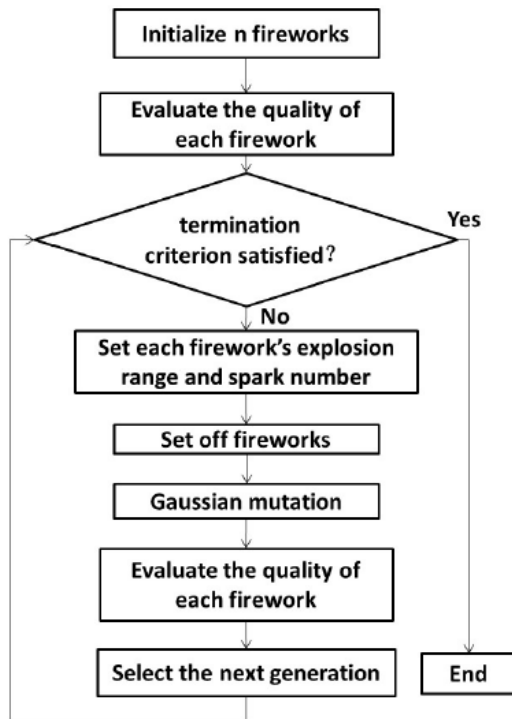 Initialize n fireworks
Evaluate the quality of
each firework
termination
criterion satisfied?
Yes
No
Set each firework's explosion
range and spark number
Set off fireworks
Gaussian mutation
Evaluate the quality of
each firework
Select the next generation
End